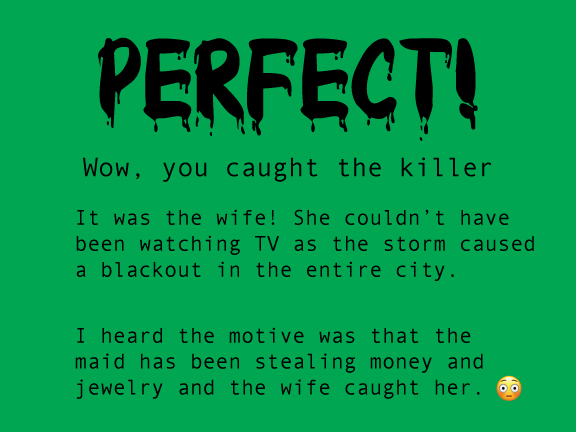 PERFECT!
Wow, you caught the killer
It was the wife! She couldn’t have
been watching TV as the storm caused
a blackout in the entire city.
I heard the motive was that the
maid has been stealing money and
jewelry and the wife caught her. 😳